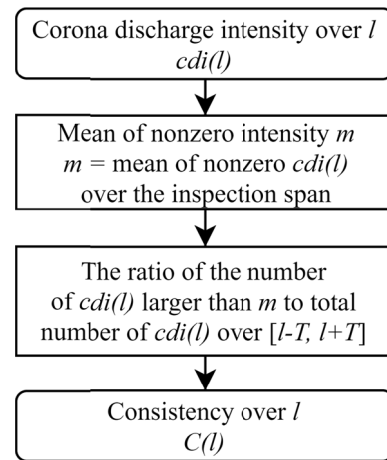 Corona discharge intensity over l
cdi(l)
Mean of nonzero intensity m
m = mean of nonzero cdi(l)
over the inspection span
The ratio of the number
of cdi(l) larger than m to total
number of cdi(l) over [l-T, l+T]
Consistency over l
C(l)